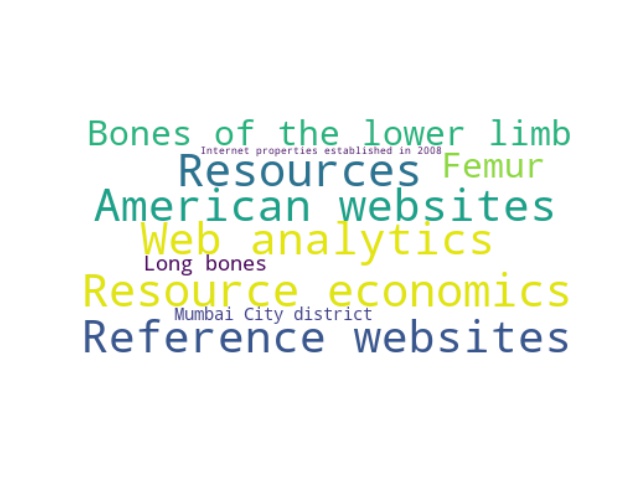 Bones of the lower limb
Internet properties established in 2008
Resources
Femur
American websites
Web analytics
Long bones
Resource economics
Mumbai City district
Reference websites